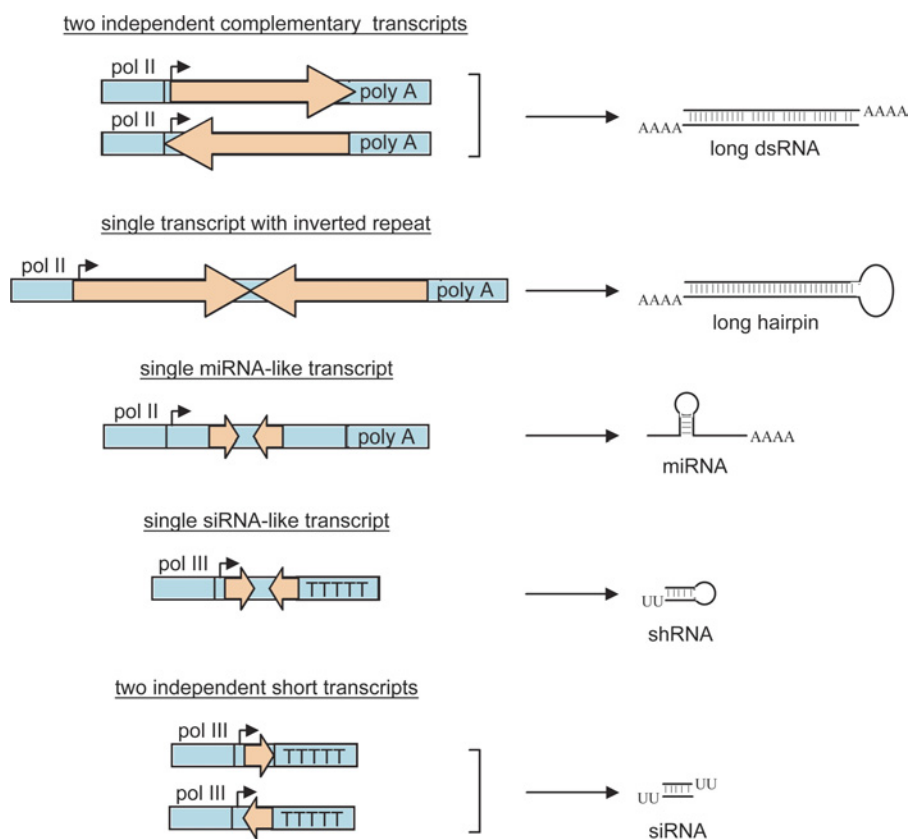 two independent complementary transcripts
pol II
poly A
pol II
poly A
AAAA
AAAA
long dsRNA
single transcript with inverted repeat
pol II
poly A
AAAA
long hairpin
single miRNA-like transcript
pol II
poly A
AAAA
miRNA
single siRNA-like transcript
pol III
TTTTT
UU
shRNA
two independent short transcripts
pol III
TTTTT
pol III
TTTTT
UU
UU
siRNA